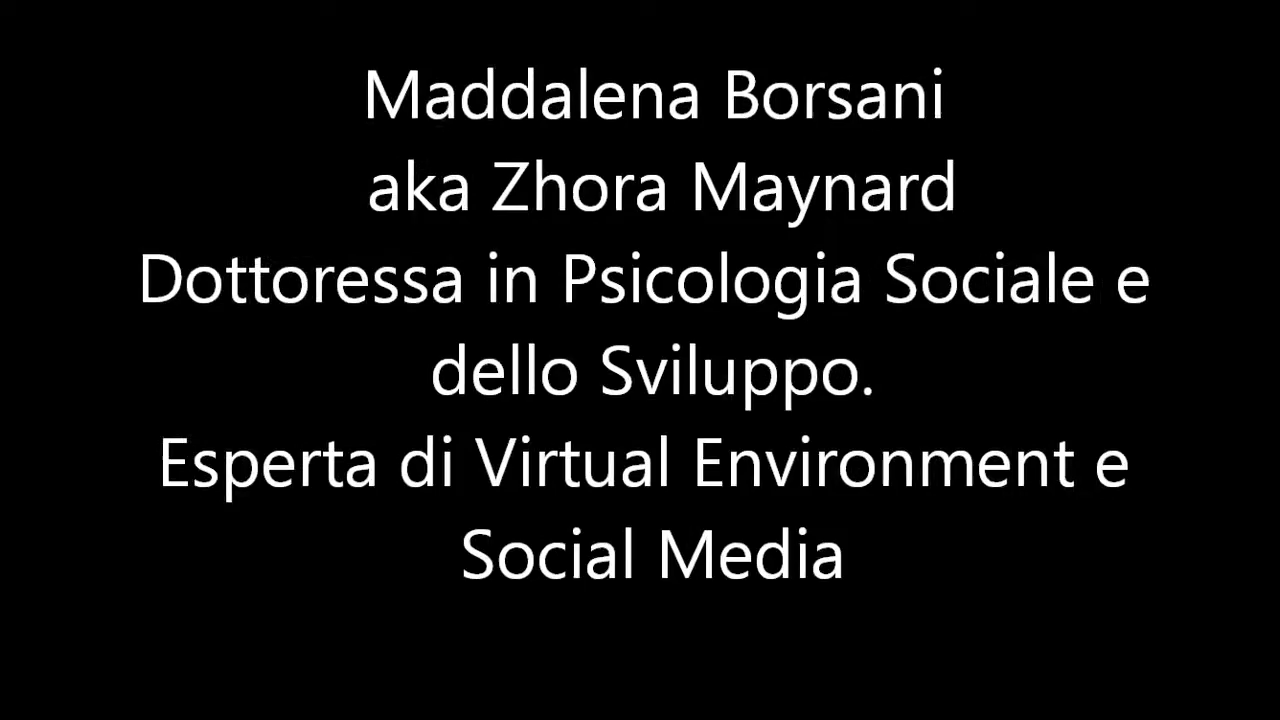 Maddalena Borsani
aka Zhora Maynard
Dottoressa in Psicologia Sociale e
dello Sviluppo.
Esperta di Virtual Environment e
Social Media